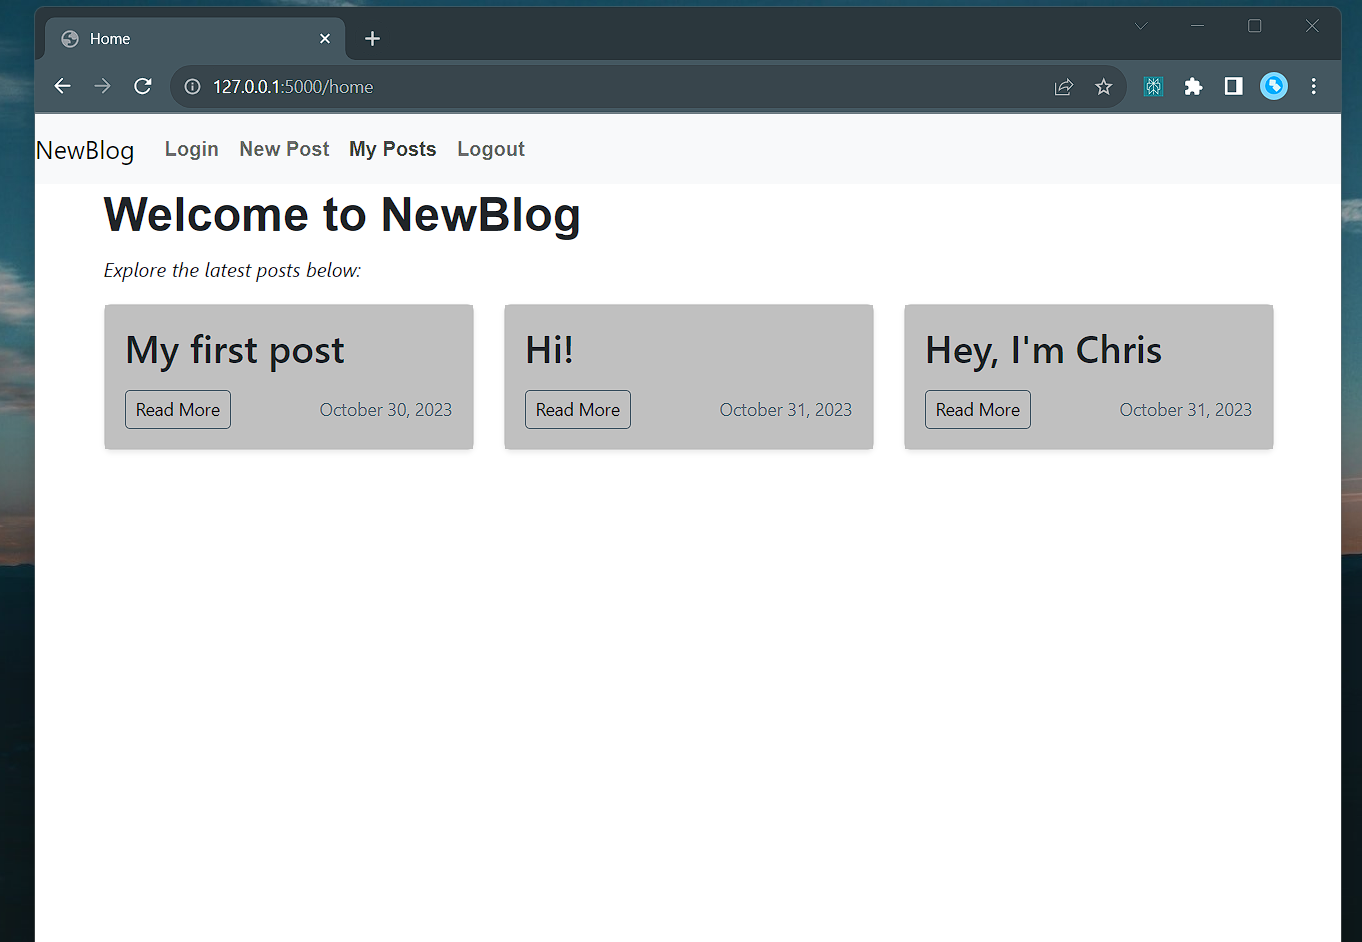 Home
127.0.0.1:5000/home
NewBlog Login New Post My Posts Logout
Welcome to NewBlog
Explore the latest posts below:
My first post
Read More October 30, 2023
Hi!
Read More October 31, 2023
Hey, I'm Chris
Read More October 31, 2023